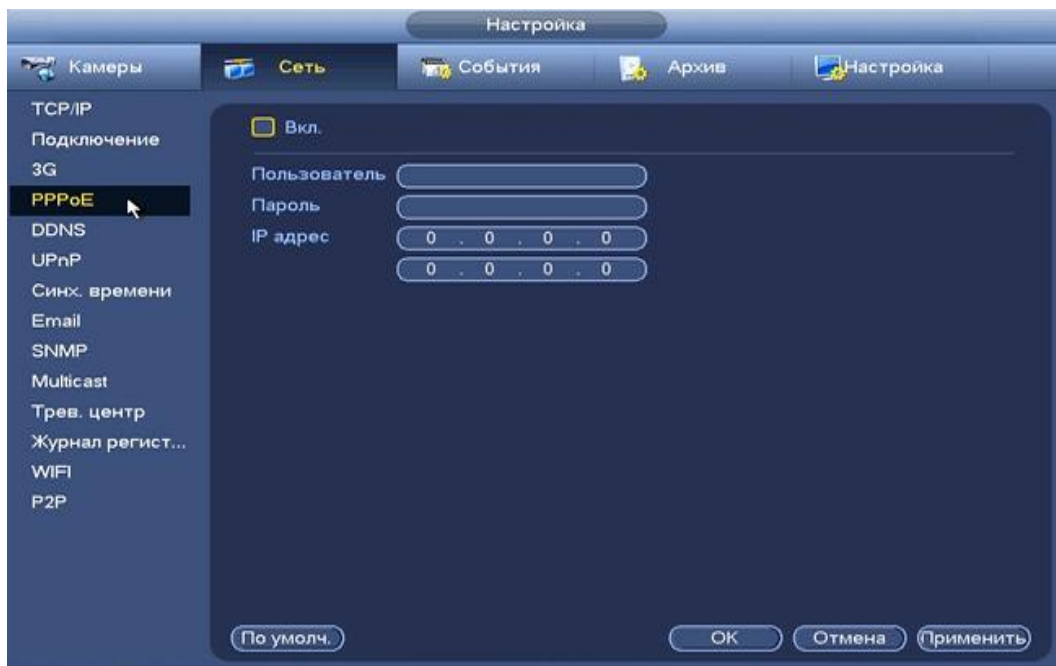 Настройка
Камеры Сеть События Архив Настройка
TCP/IP
Подключение
3G
PPPoE
DDNS
UPnP
Синх. времени
Email
SNMP
Multicast
Трев. центр
Журнал регист...
WIFI
P2P
Вкл.
Пользователь
Пароль
IP адрес 0 . 0 . 0 . 0
0 . 0 . 0 . 0
По умолч. OK Отмена Применить